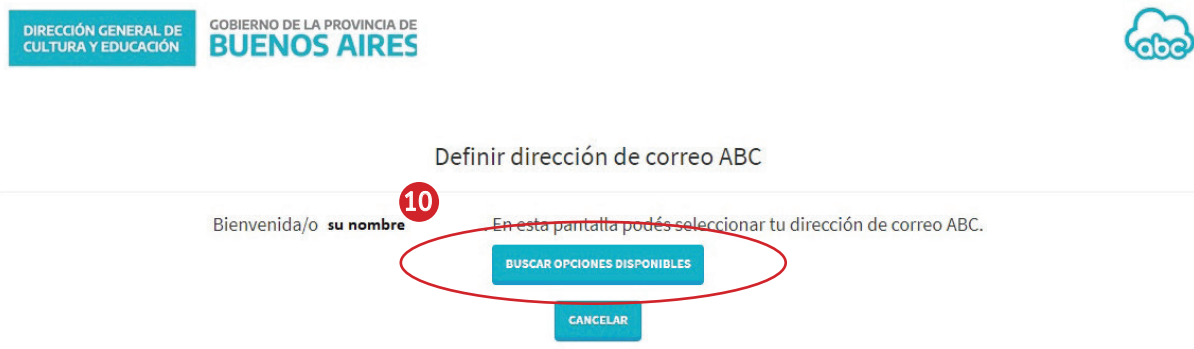 DIRECCIÓN GENERAL DE
CULTURA Y EDUCACIÓN
GOBIERNO DE LA PROVINCIA DE
BUENOS AIRES
abc
Definir dirección de correo ABC
10
Bienvenida/o su nombre . En esta pantalla podés seleccionar tu dirección de correo ABC.
BUSCAR OPCIONES DISPONIBLES
CANCELAR